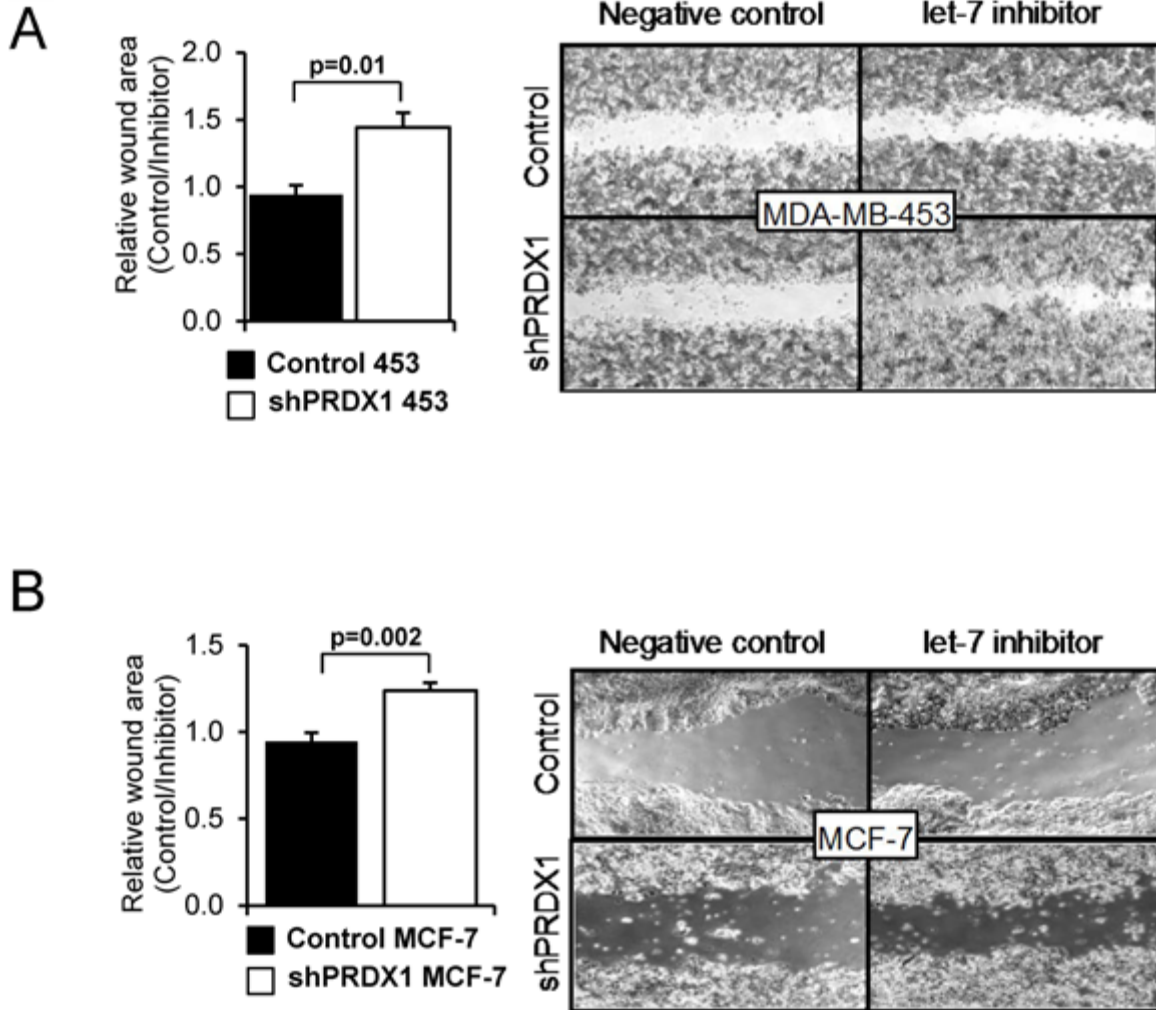 A
Relative wound area
(Control/Inhibitor)
2.0
1.5
1.0
0.5
0.0
p=0.01
Control 453
shPRDX1 453
Negative control
let-7 inhibitor
Control
shPRDX1
MDA-MB-453
B
Relative wound area
(Control/Inhibitor)
1.5
1.0
0.5
0.0
p=0.002
Control MCF-7
shPRDX1 MCF-7
Negative control
let-7 inhibitor
Control
shPRDX1
MCF-7